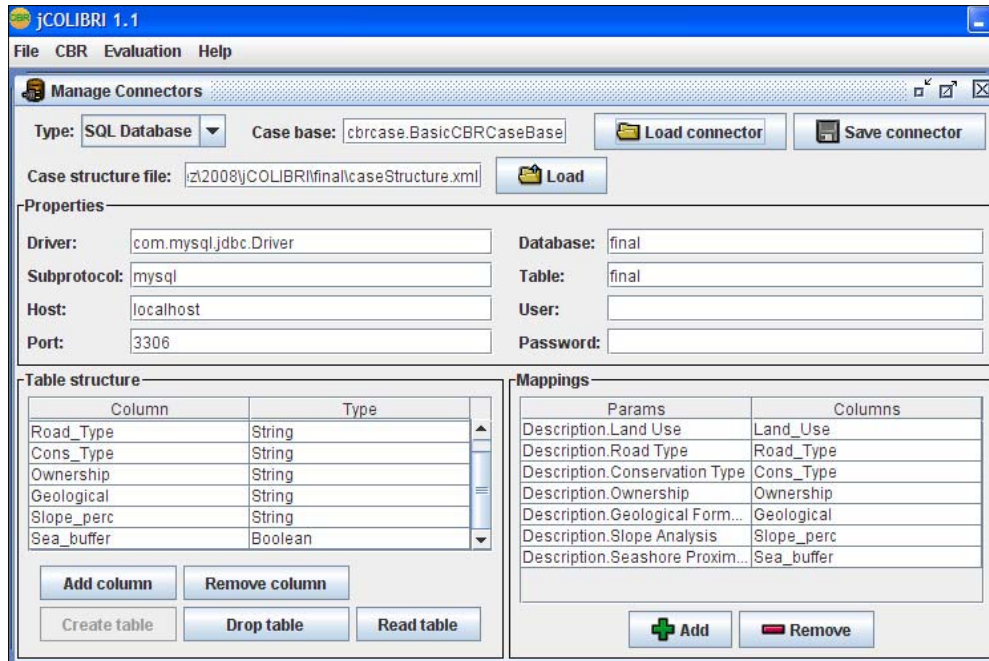 jCOLIBRI 1.1
File CBR Evaluation Help
Manage Connectors
Type: SQL Database Case base: cbrcase.BasicCBRCaseBase Load connector Save connector
Case structure file: z\2008\jCOLIBRI\final\caseStructure.xml Load
Properties
Driver: com.mysql.jdbc.Driver Database: final
Subprotocol: mysql Table: final
Host: localhost User:
Port: 3306 Password:
Table structure
Column Type
Road_Type String
Cons_Type String
Ownership String
Geological String
Slope_perc String
Sea_buffer Boolean
Add column Remove column
Create table Drop table Read table
Mappings
Params Columns
Description.Land Use Land_Use
Description.Road Type Road_Type
Description.Conservation Type Cons_Type
Description.Ownership Ownership
Description.Geological Form... Geological
Description.Slope Analysis Slope_perc
Description.Seashore Proxim... Sea_buffer
Add Remove